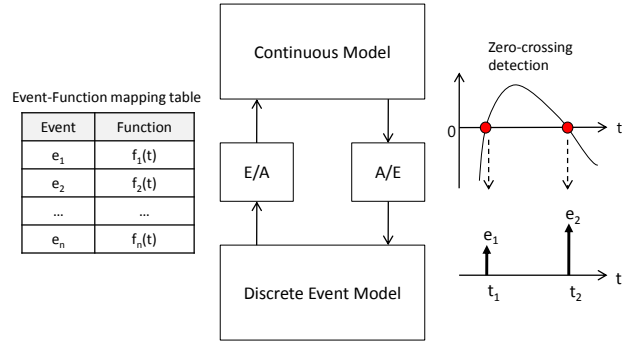 Event-Function mapping table
Event Function
e₁ f₁(t)
e₂ f₂(t)
... ...
eₙ fₙ(t)
Continuous Model
E/A A/E
Discrete Event Model
Zero-crossing
detection
0 t
e₁ e₂
t₁ t₂ t